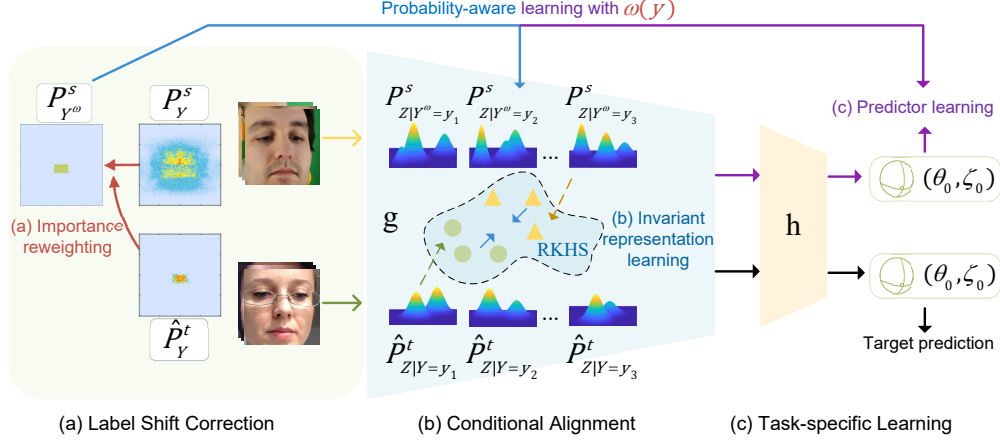 Probability-aware learning with ω(y)
P^s_{Y^ω}
P^s_Y
P^s_{Z|Y^ω=y_1}
P^s_{Z|Y^ω=y_2}
P^s_{Z|Y^ω=y_3}
...
(c) Predictor learning
(a) Importance
reweighting
g
RKHS
(b) Invariant
representation
learning
h
(θ_0,ζ_0)
(θ_0,ζ_0)
P̂^t_Y
...
P̂^t_{Z|Y=y_1}
P̂^t_{Z|Y=y_2}
P̂^t_{Z|Y=y_3}
Target prediction
(a) Label Shift Correction
(b) Conditional Alignment
(c) Task-specific Learning